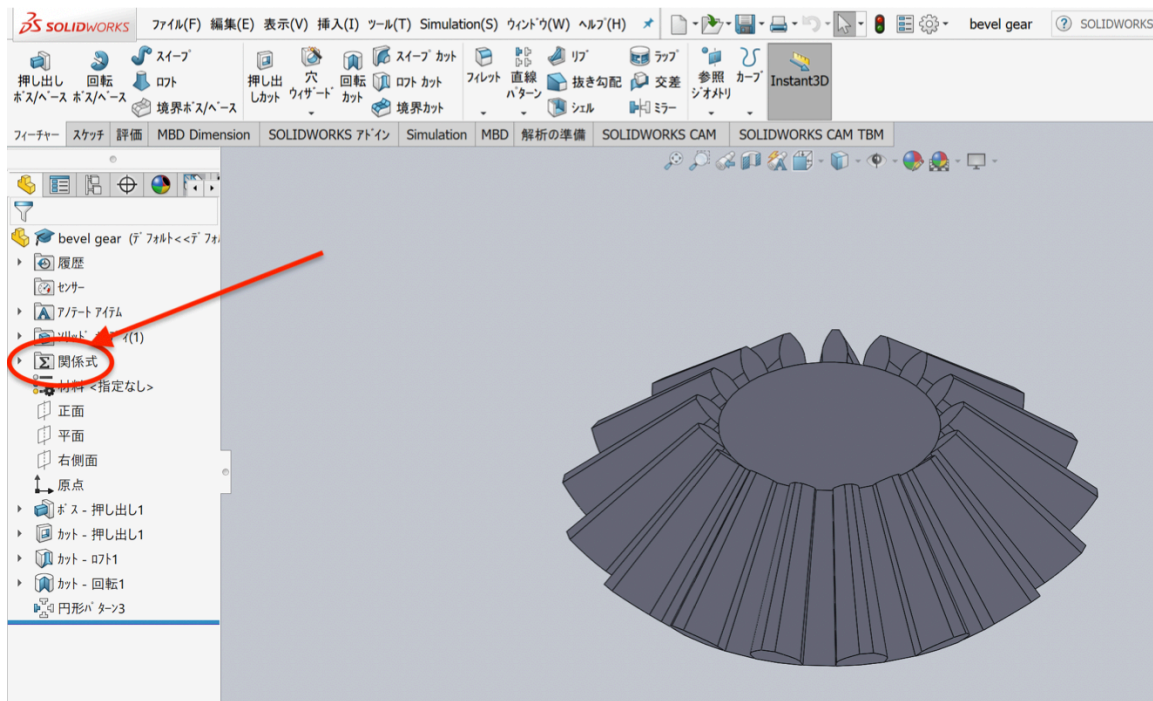 SOLIDWORKS ファイル(F) 編集(E) 表示(V) 挿入(I) ツール(T) Simulation(S) ウィンドウ(W) ヘルプ(H) bevel gear ? SOLIDWORKS
押し出し ボス/ベース
回転 ボス/ベース
スイープ
ロフト
境界ボス/ベース
押し出しカット
穴ウィザード
回転カット
スイープ カット
ロフト カット
境界カット
フィレット
直線パターン
リブ
抜き勾配
シェル
ラップ
交差
ミラー
参照ジオメトリ
カーブ
Instant3D
フィーチャー スケッチ 評価 MBD Dimension SOLIDWORKS アドイン Simulation MBD 解析の準備 SOLIDWORKS CAM SOLIDWORKS CAM TBM
bevel gear (デフォルト<<デフォ
履歴
センサー
A アノテート アイテム
(1)
Σ 関係式
材料 <指定なし>
正面
平面
右側面
原点
ボス - 押し出し1
カット - 押し出し1
カット - ロフト1
カット - 回転1
円形パターン3